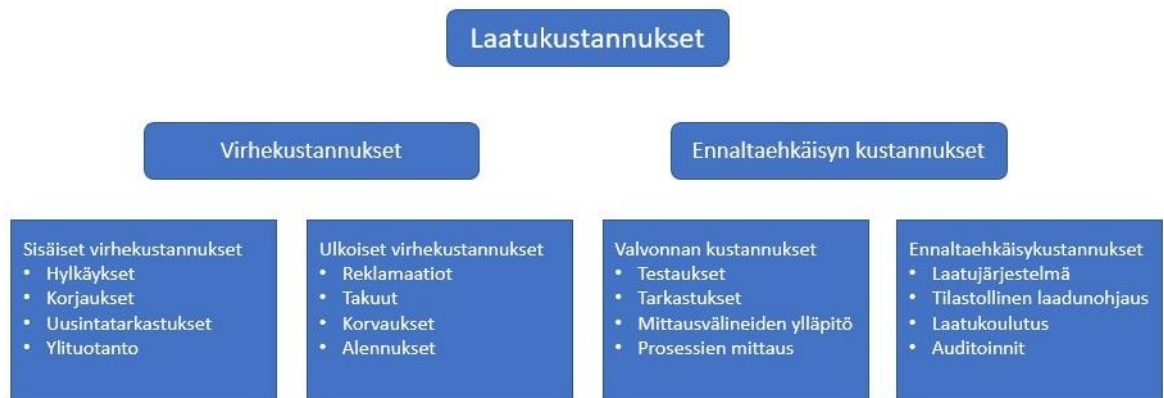 Laatukustannukset
Virhekustannukset
Ennaltaehkäisyn kustannukset
Sisäiset virhekustannukset
• Hylkäykset
• Korjaukset
• Uusintatarkastukset
• Ylituotanto
Ulkoiset virhekustannukset
• Reklamaatiot
• Takuut
• Korvaukset
• Alennukset
Valvonnan kustannukset
• Testaukset
• Tarkastukset
• Mittausvälineiden ylläpitö
• Prosessien mittaus
Ennaltaehkäisykustannukset
• Laatujärjestelmä
• Tilastollinen laadunohjaus
• Laatukoulutus
• Auditoinnit